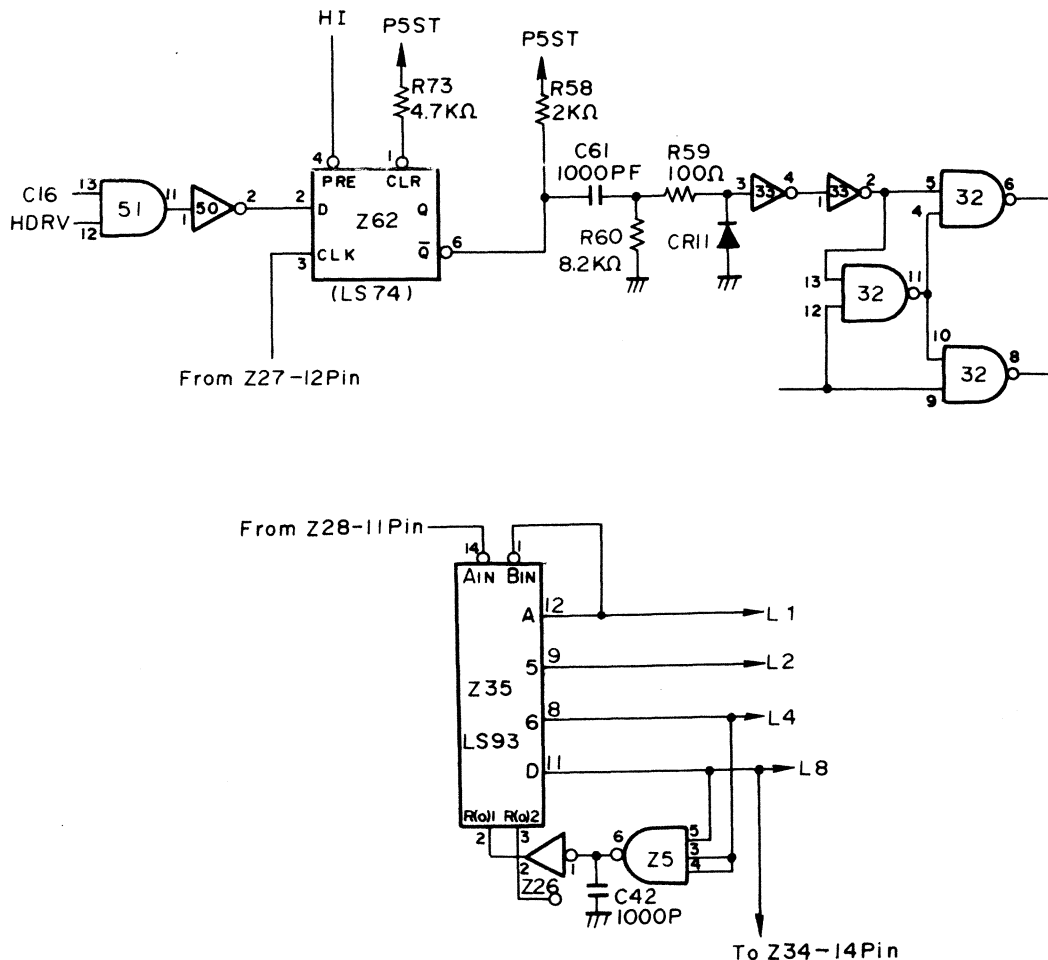 HI
P5ST
R73
4.7KΩ
P5ST
R58
2KΩ
4
1
PRE
CLR
C16
HDRV
13
12
51
11
1
50
2
2
D
Z62
Q
3
CLK
Q̅
6
(LS74)
From Z27-12Pin
C61
1000PF
R59
100Ω
R60
8.2KΩ
CR11
3
33
4
1
33
2
5
4
32
6
13
12
32
11
10
9
32
8
From Z28-11Pin
14
1
AIN
BIN
A
12
L1
5
9
L2
Z35
6
8
L4
LS93
D
11
L8
R(o)1
R(o)2
2
3
2
Z26
1
6
Z5
5
3
4
C42
1000P
To Z34-14Pin